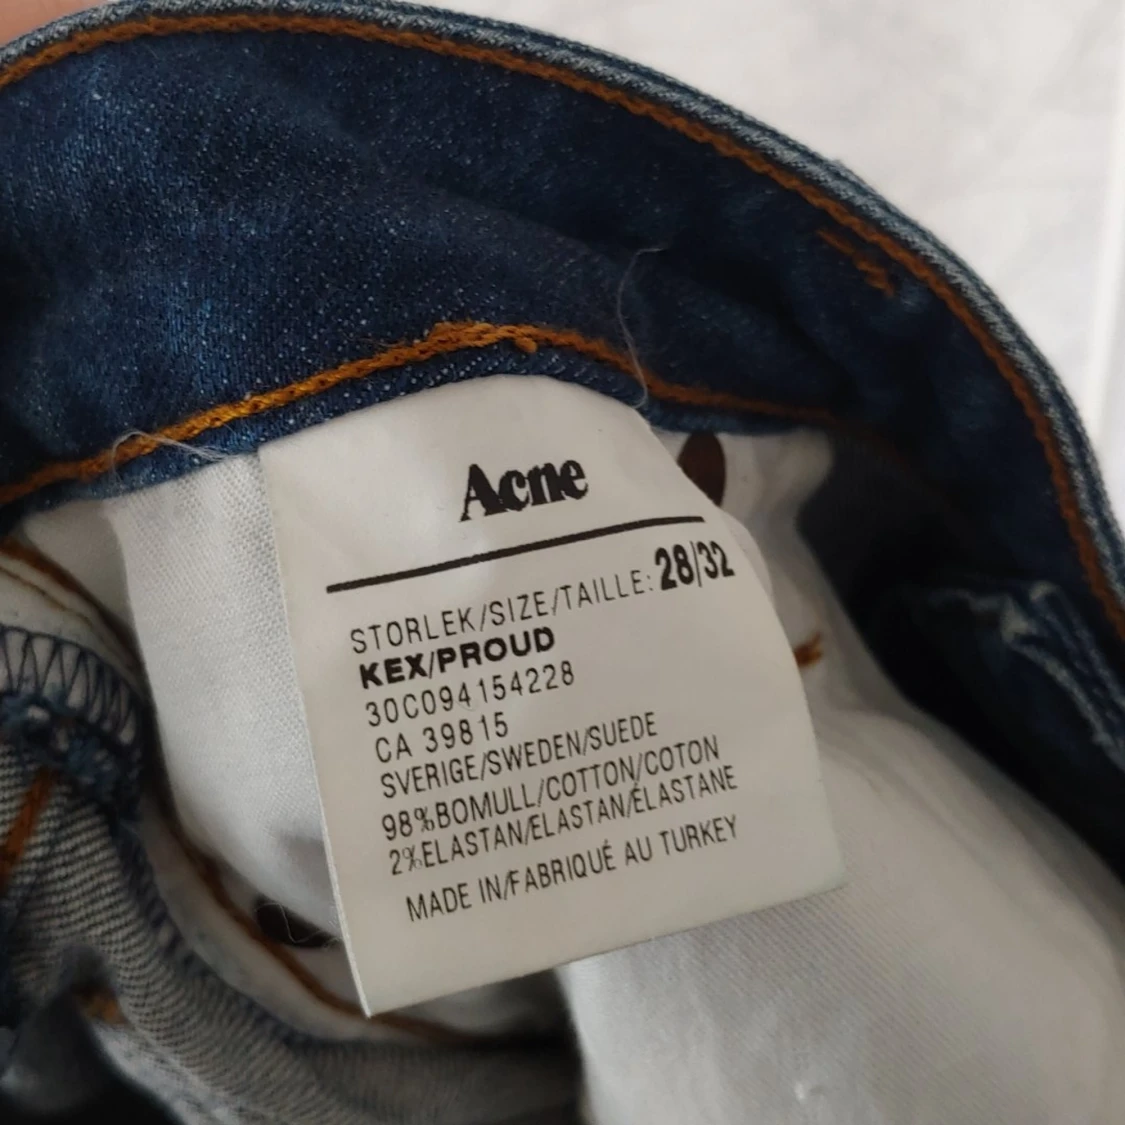 Acne
STORLEK/SIZE/TAILLE: 28/32
KEX/PROUD
30C094154228
CA 39815
SVERIGE/SWEDEN/SUEDE
98%BOMULL/COTTON/COTON
2%ELASTAN/ELASTAN/ÉLASTANE
MADE IN/FABRIQUÉ AU TURKEY